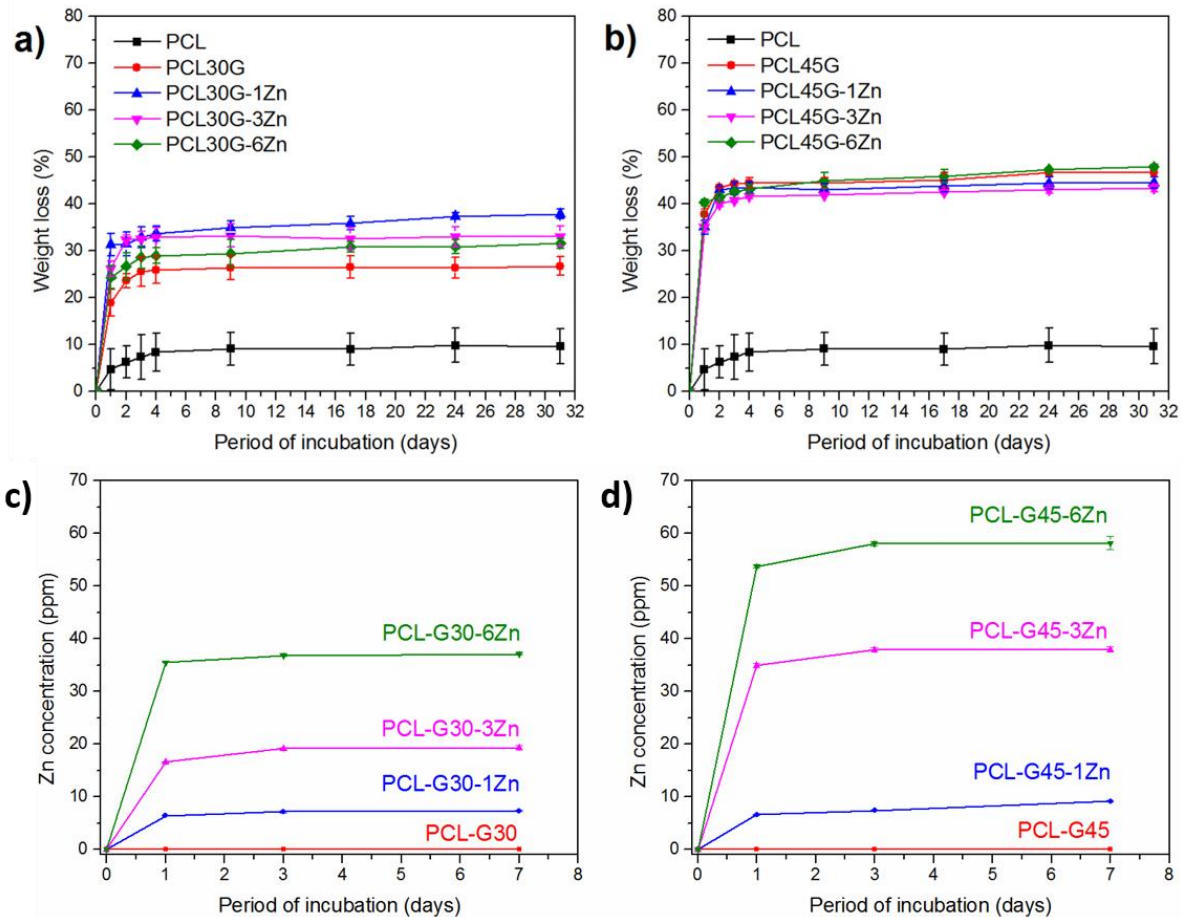 a)
PCL
PCL30G
PCL30G-1Zn
PCL30G-3Zn
PCL30G-6Zn
Weight loss (%)
80
70
60
50
40
30
20
10
0
0 2 4 6 8 10 12 14 16 18 20 22 24 26 28 30 32
Period of incubation (days)
b)
PCL
PCL45G
PCL45G-1Zn
PCL45G-3Zn
PCL45G-6Zn
Weight loss (%)
80
70
60
50
40
30
20
10
0
0 2 4 6 8 10 12 14 16 18 20 22 24 26 28 30 32
Period of incubation (days)
c)
Zn concentration (ppm)
70
60
50
40
30
20
10
0
PCL-G30-6Zn
PCL-G30-3Zn
PCL-G30-1Zn
PCL-G30
0 1 2 3 4 5 6 7 8
Period of incubation (days)
d)
Zn concentration (ppm)
70
60
50
40
30
20
10
0
PCL-G45-6Zn
PCL-G45-3Zn
PCL-G45-1Zn
PCL-G45
0 1 2 3 4 5 6 7 8
Period of incubation (days)